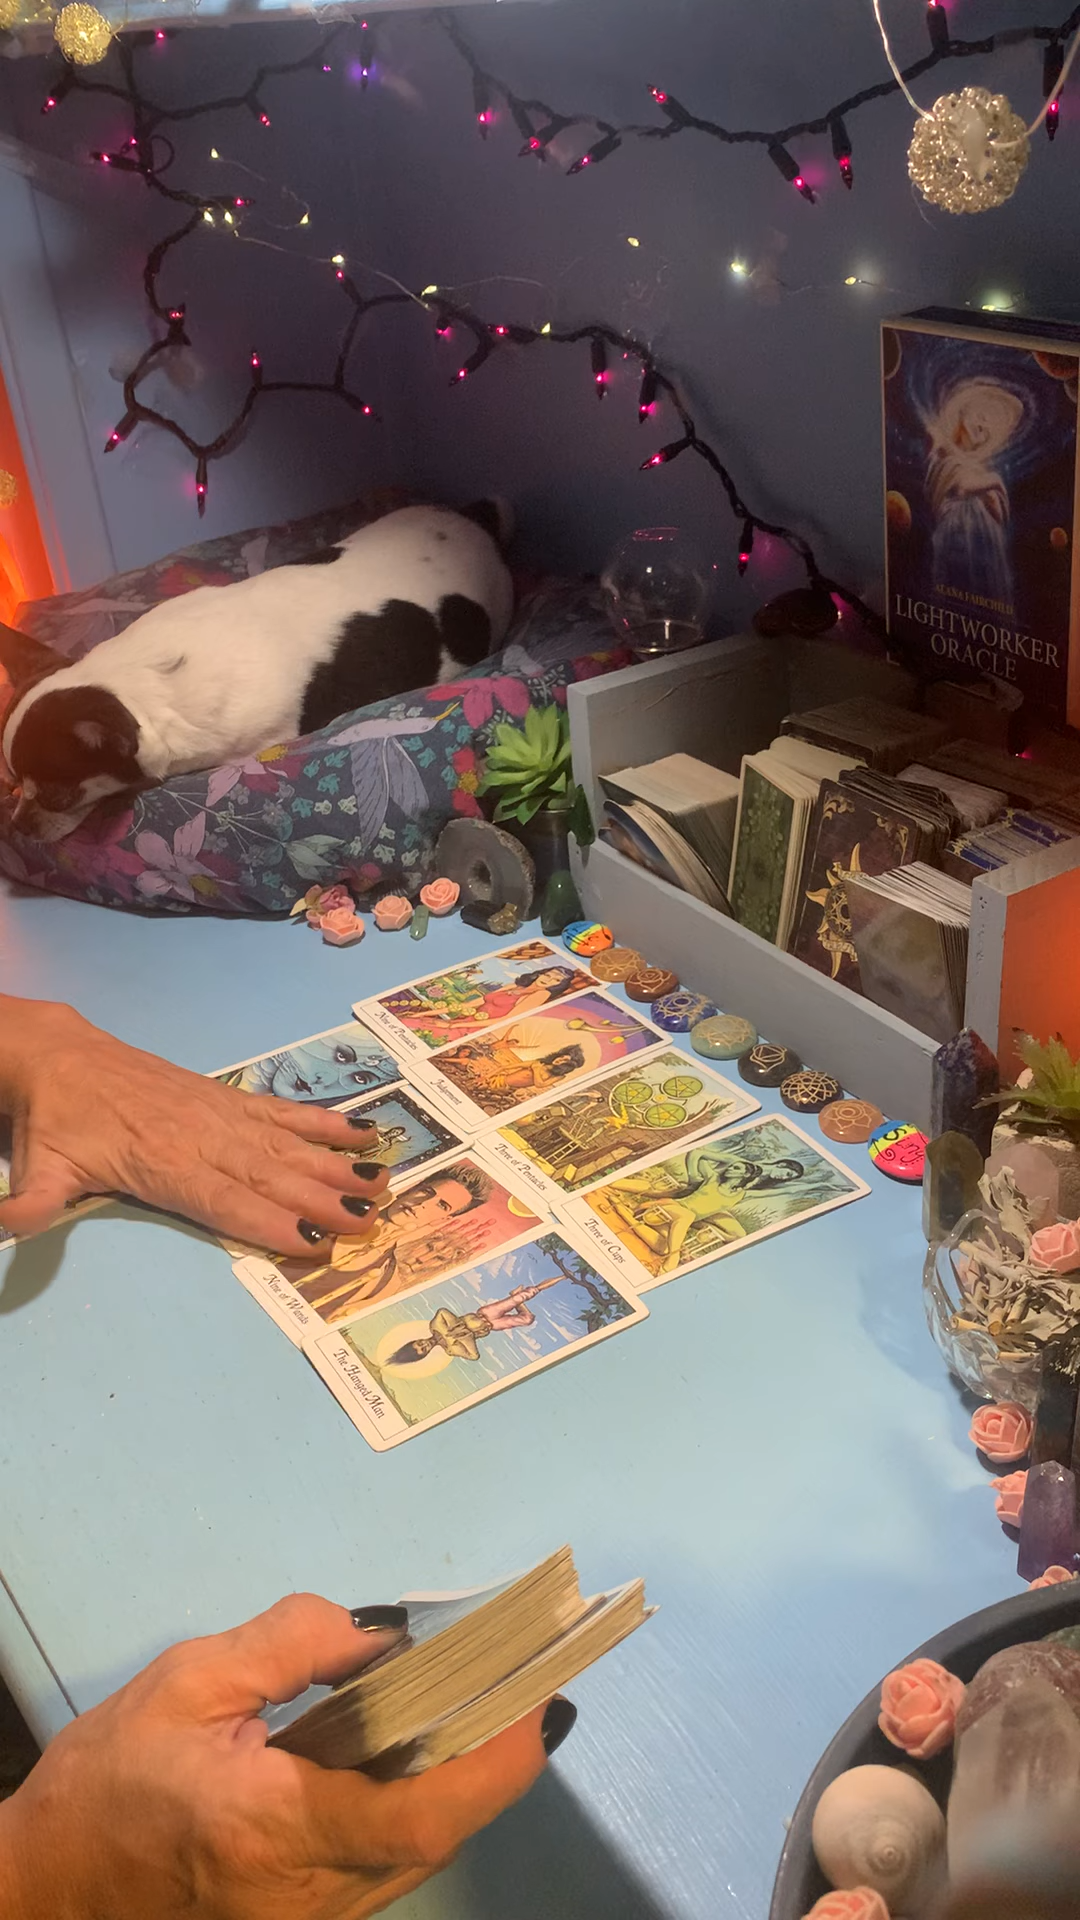 ALANA FAIRCHILD
LIGHTWORKER
ORACLE
Nine of Pentacles
Judgement
Three of Pentacles
Three of Cups
Nine of Wands
The Hanged Man